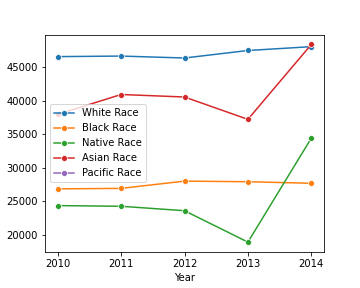 45000
40000
35000
30000
25000
20000
White Race
Black Race
Native Race
Asian Race
Pacific Race
2010 2011 2012 2013 2014
Year